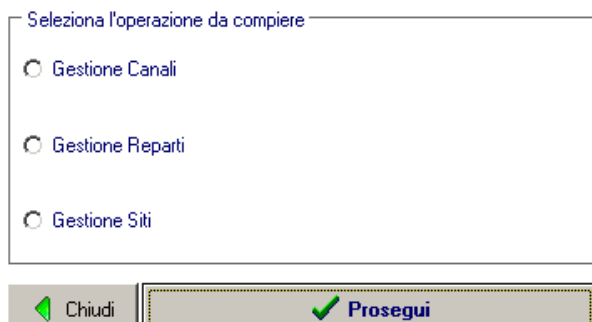 Seleziona l'operazione da compiere
Gestione Canali
Gestione Reparti
Gestione Siti
Chiudi Prosegui